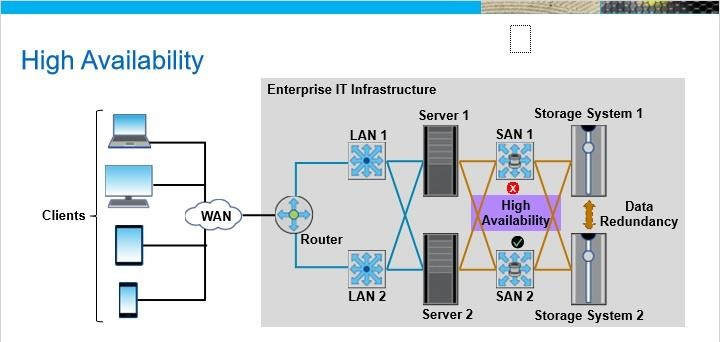 High Availability
Enterprise IT Infrastructure
Server 1
Storage System 1
LAN 1
SAN 1
X
Clients
WAN
High
Availability
Data
Redundancy
Router
LAN 2
SAN 2
Server 2
Storage System 2